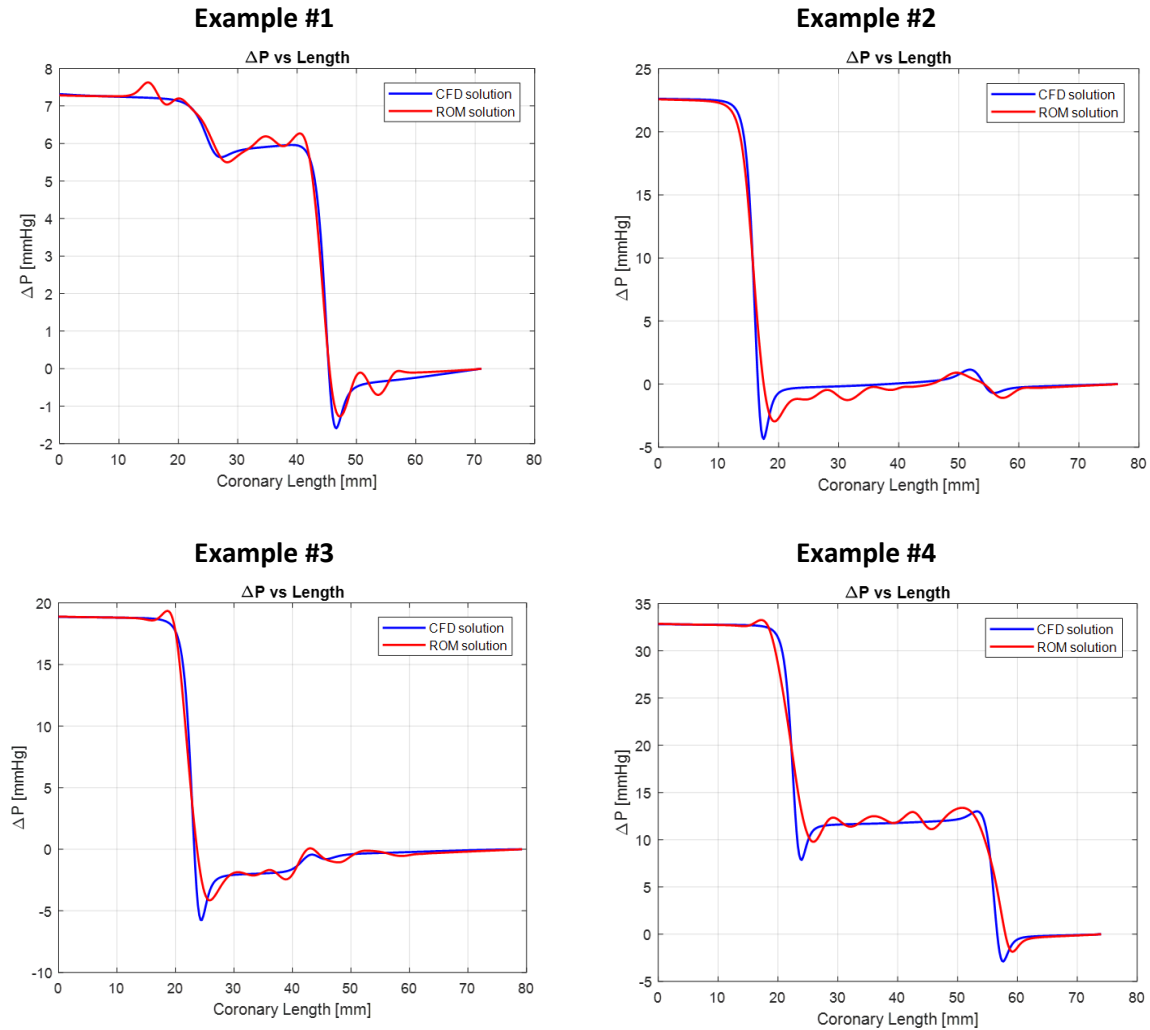 Example #1
ΔP vs Length
8
7
6
5
4
3
2
1
0
-1
-2
ΔP [mmHg]
CFD solution
ROM solution
0 10 20 30 40 50 60 70 80
Coronary Length [mm]
Example #2
ΔP vs Length
25
20
15
10
5
0
-5
ΔP [mmHg]
CFD solution
ROM solution
0 10 20 30 40 50 60 70 80
Coronary Length [mm]
Example #3
ΔP vs Length
20
15
10
5
0
-5
-10
ΔP [mmHg]
CFD solution
ROM solution
0 10 20 30 40 50 60 70 80
Coronary Length [mm]
Example #4
ΔP vs Length
35
30
25
20
15
10
5
0
-5
ΔP [mmHg]
CFD solution
ROM solution
0 10 20 30 40 50 60 70 80
Coronary Length [mm]